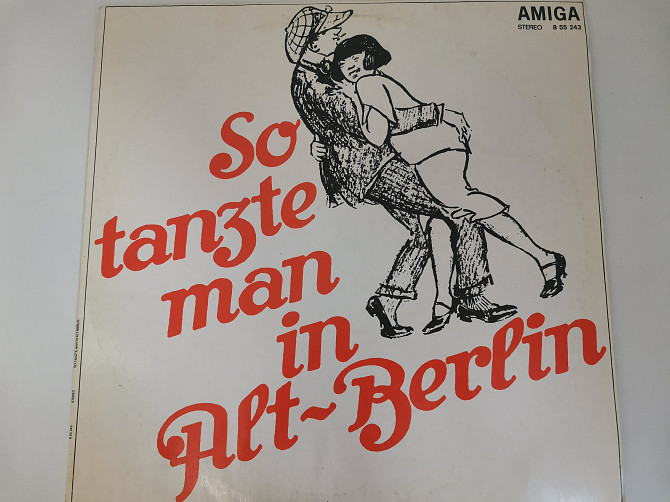 AMIGA
STEREO 8 55 243
So
tanzte
man
in
Alt~Berlin